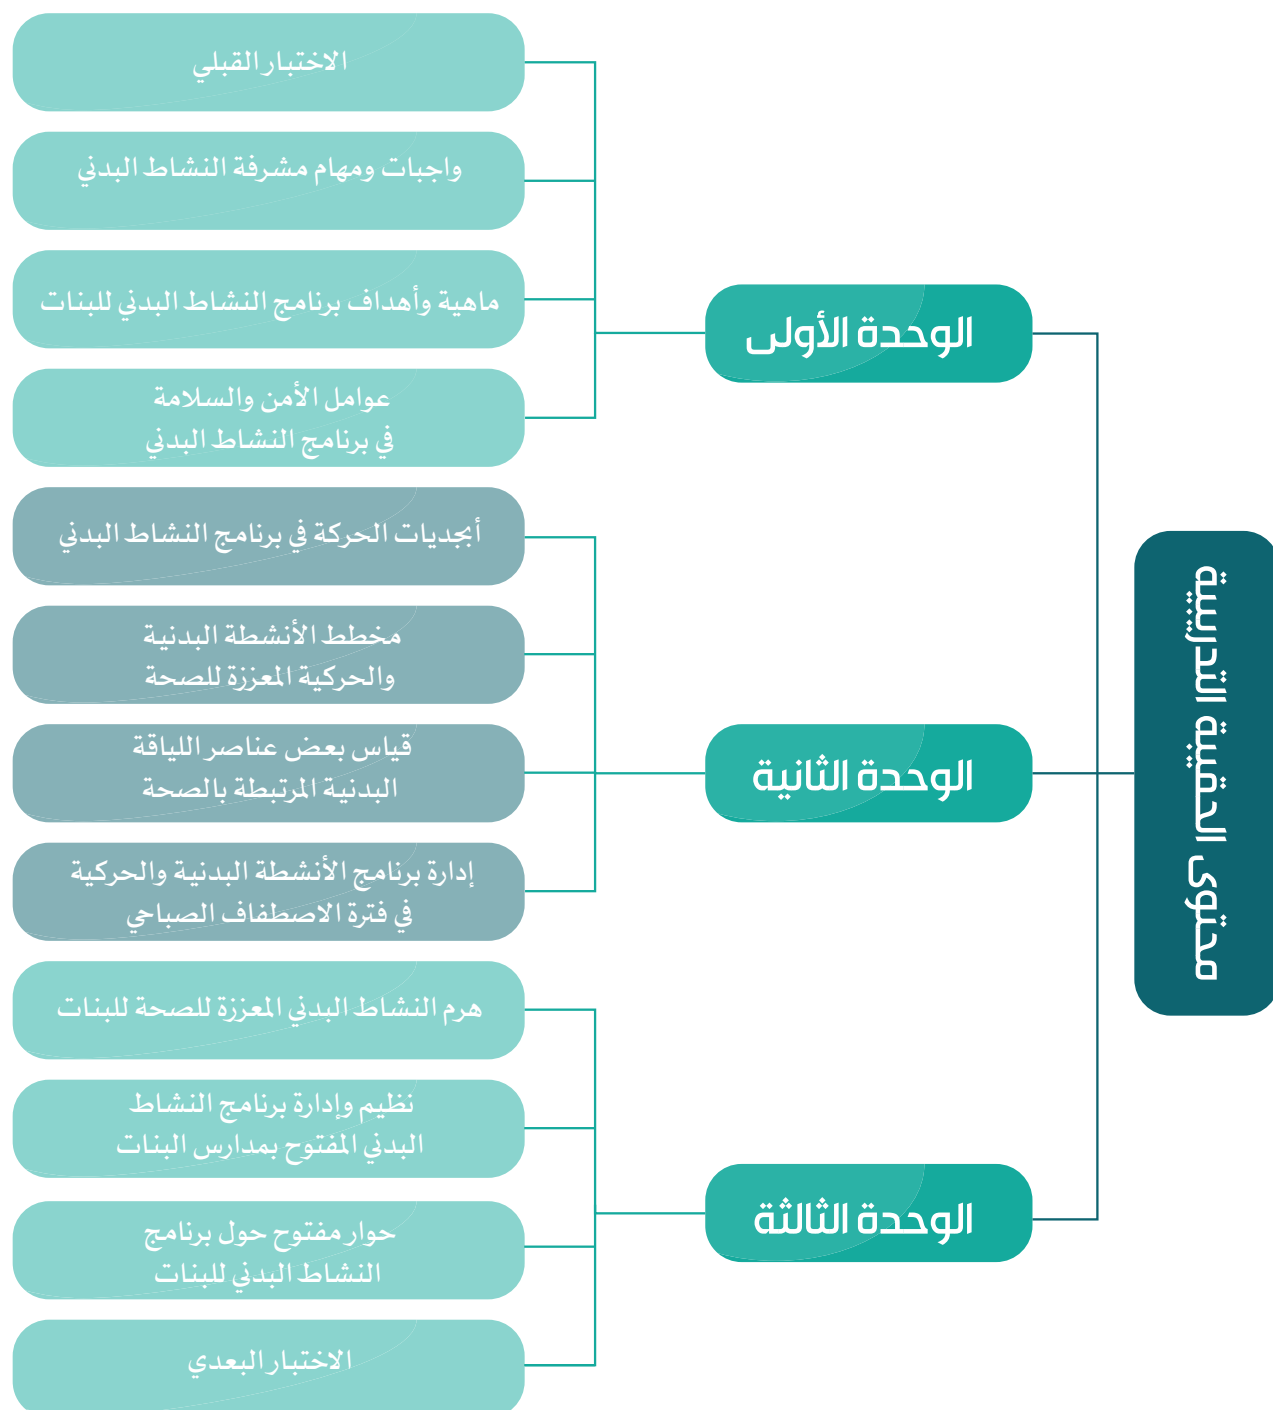 محتوى الحقيبة التدريبية
الوحدة الأولى
الاختبار القبلي
واجبات ومهام مشرفة النشاط البدني
ماهية وأهداف برنامج النشاط البدني للبنات
عوامل الأمن والسلامة
في برنامج النشاط البدني
الوحدة الثانية
أبجديات الحركة في برنامج النشاط البدني
مخطط الأنشطة البدنية
والحركية المعززة للصحة
قياس بعض عناصر اللياقة
البدنية المرتبطة بالصحة
إدارة برنامج الأنشطة البدنية والحركية
في فترة الاصطفاف الصباحي
الوحدة الثالثة
هرم النشاط البدني المعززة للصحة للبنات
نظيم وإدارة برنامج النشاط
البدني المفتوح بمدارس البنات
حوار مفتوح حول برنامج
النشاط البدني للبنات
الاختبار البعدي